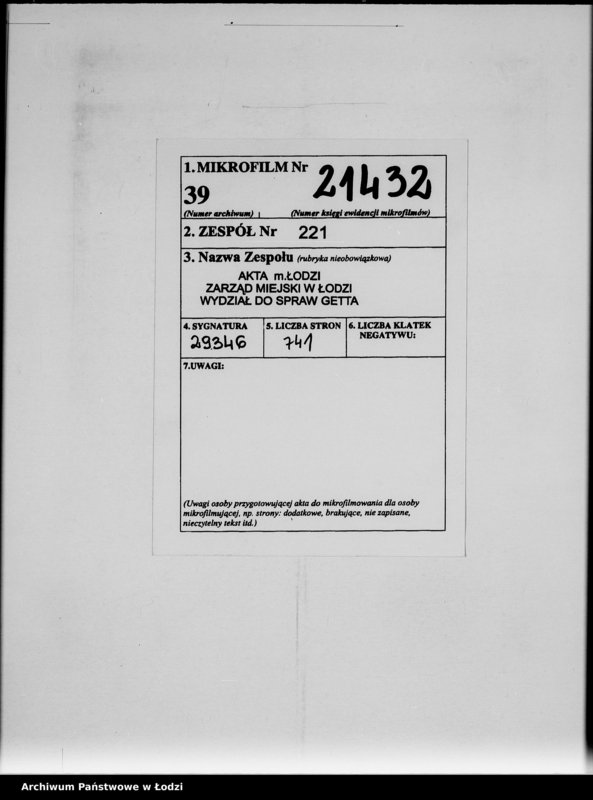 1. MIKROFILM Nr
39
21432
(Numer archiwum) (Numer księgi ewidencji mikrofilmów)
2. ZESPÓŁ Nr 221
3. Nazwa Zespołu (rubryka nieobowiązkowa)
AKTA m.ŁODZI
ZARZĄD MIEJSKI W ŁODZI
WYDZIAŁ DO SPRAW GETTA
4. SYGNATURA 5. LICZBA STRON 6. LICZBA KLATEK
NEGATYWU:
29346 741
7.UWAGI:
(Uwagi osoby przygotowującej akta do mikrofilmowania dla osoby
mikrofilmującej, np. strony: dodatkowe, brakujące, nie zapisane,
nieczytelny tekst itd.)
Archiwum Państwowe w Łodzi